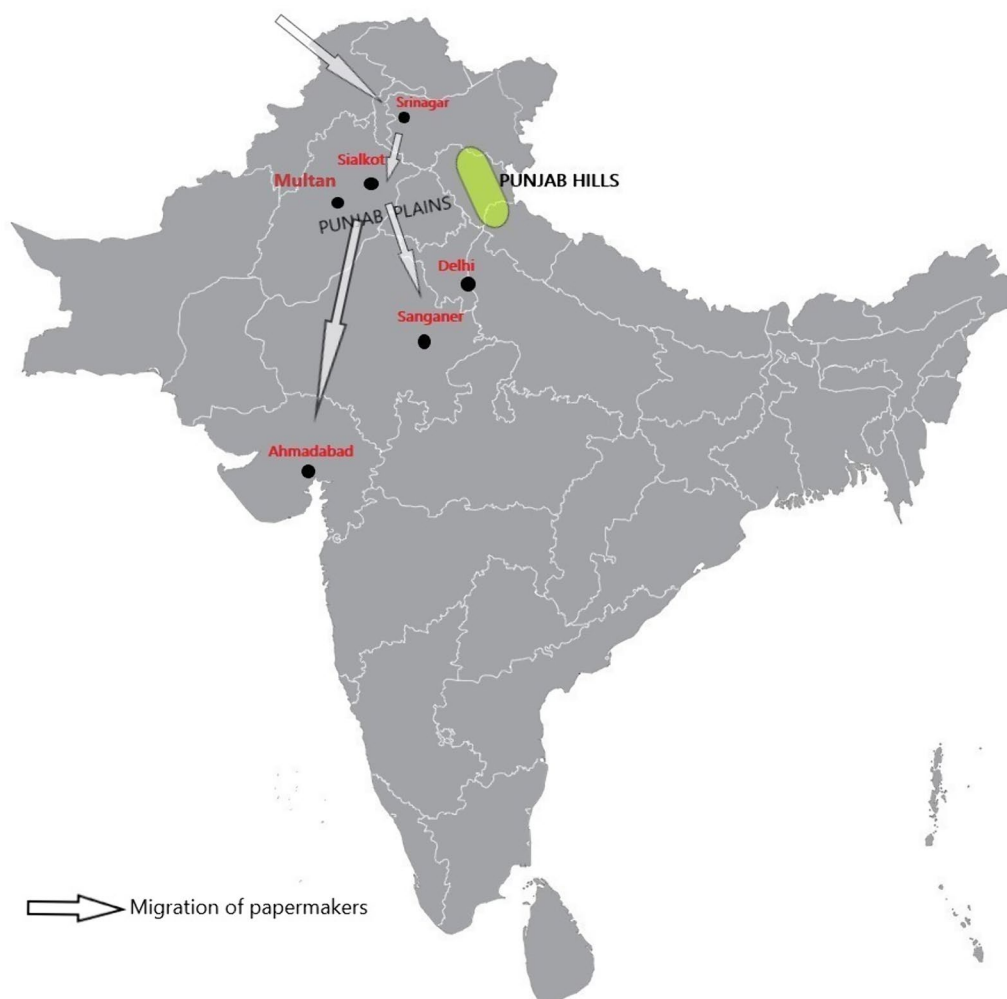 Srinagar
Sialkot
Multan
PUNJAB HILLS
PUNJAB PLAINS
Delhi
Sanganer
Ahmadabad
Migration of papermakers